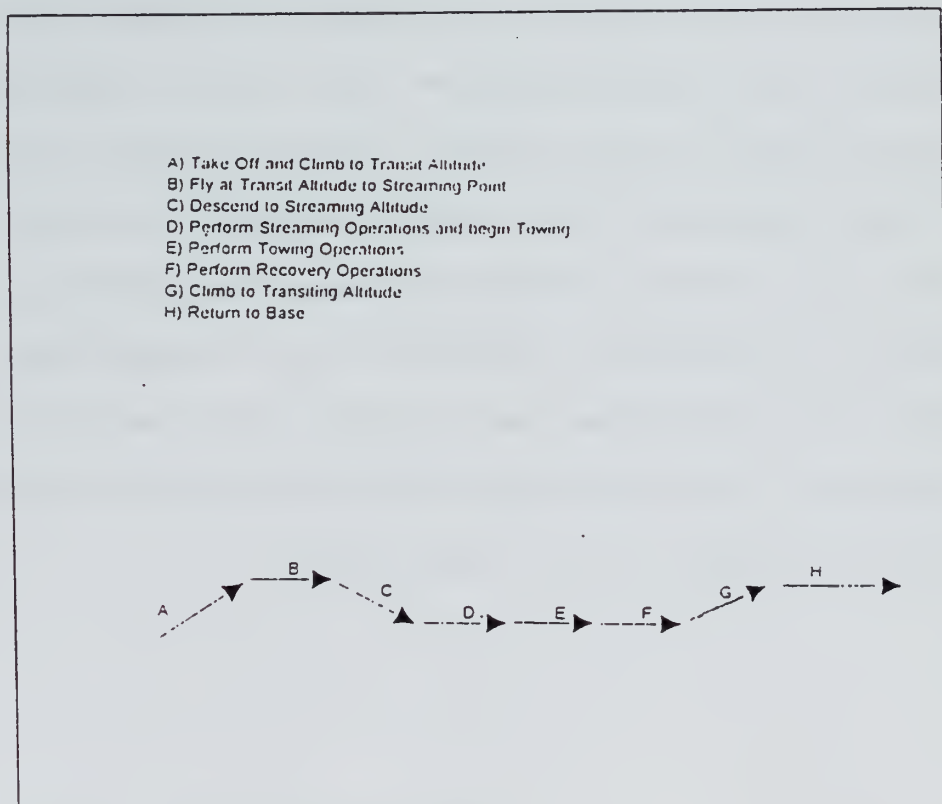 A) Take Off and Climb to Transit Altitude
B) Fly at Transit Altitude to Streaming Point
C) Descend to Streaming Altitude
D) Perform Streaming Operations and begin Towing
E) Perform Towing Operations
F) Perform Recovery Operations
G) Climb to Transiting Altitude
H) Return to Base
A
B
C
D
E
F
G
H